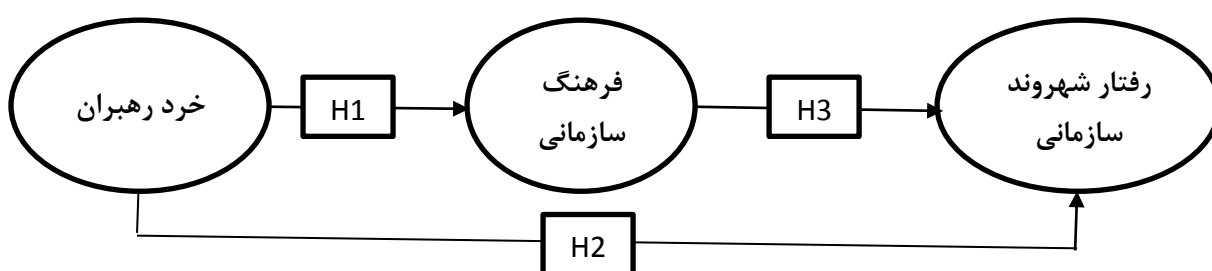 خرد رهبران
H1
فرهنگ
سازمانی
H3
رفتار شهروند
سازمانی
H2